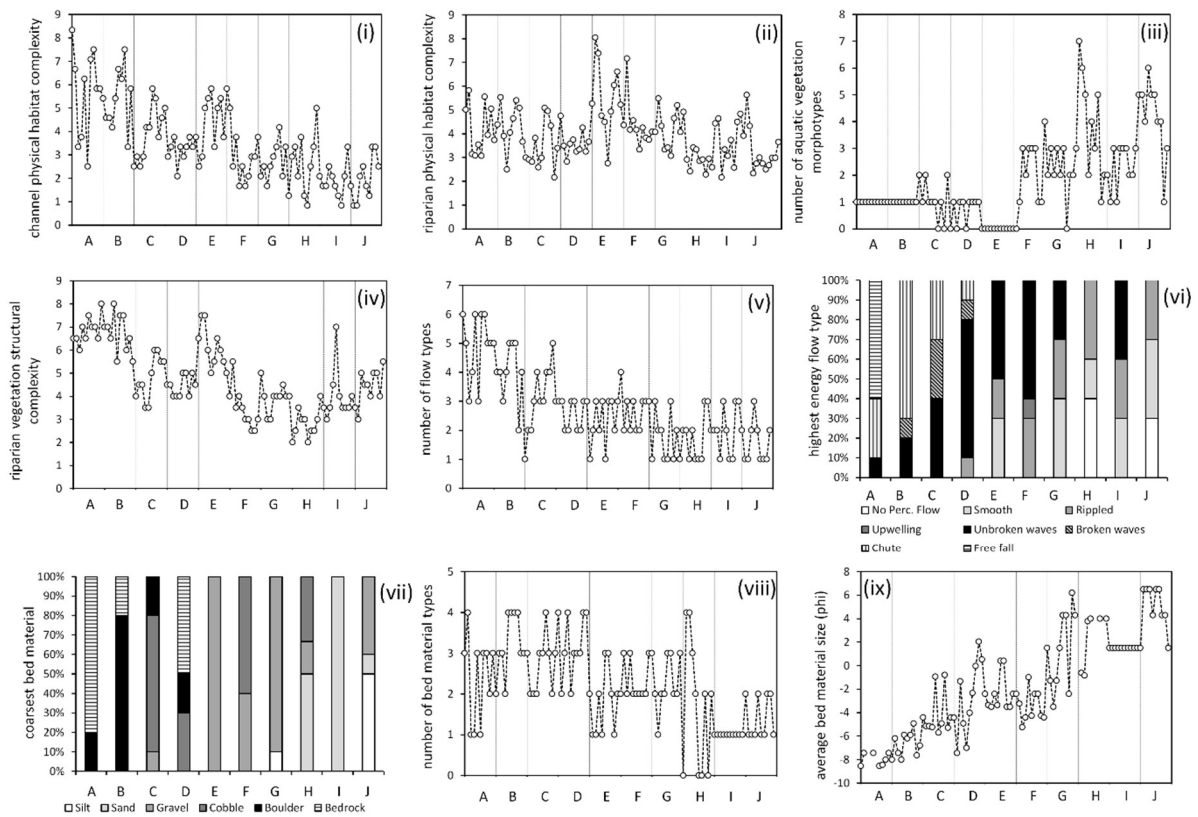 (i)
channel physical habitat complexity
9
8
7
6
5
4
3
2
1
0
A B C D E F G H I J
(ii)
riparian physical habitat complexity
9
8
7
6
5
4
3
2
1
0
A B C D E F G H I J
(iii)
number of aquatic vegetation
morphotypes
8
7
6
5
4
3
2
1
0
A B C D E F G H I J
(iv)
riparian vegetation structural
complexity
9
8
7
6
5
4
3
2
1
0
A B C D E F G H I J
(v)
number of flow types
7
6
5
4
3
2
1
0
A B C D E F G H I J
(vi)
highest energy flow type
100%
90%
80%
70%
60%
50%
40%
30%
20%
10%
0%
A B C D E F G H I J
No Perc. Flow Smooth Rippled
Upwelling Unbroken waves Broken waves
Chute Free fall
(vii)
coarsest bed material
100%
90%
80%
70%
60%
50%
40%
30%
20%
10%
0%
A B C D E F G H I J
Silt Sand Gravel Cobble Boulder Bedrock
(viii)
number of bed material types
5
4
3
2
1
0
A B C D E F G H I J
(ix)
average bed material size (phi)
8
6
4
2
0
-2
-4
-6
-8
-10
A B C D E F G H I J